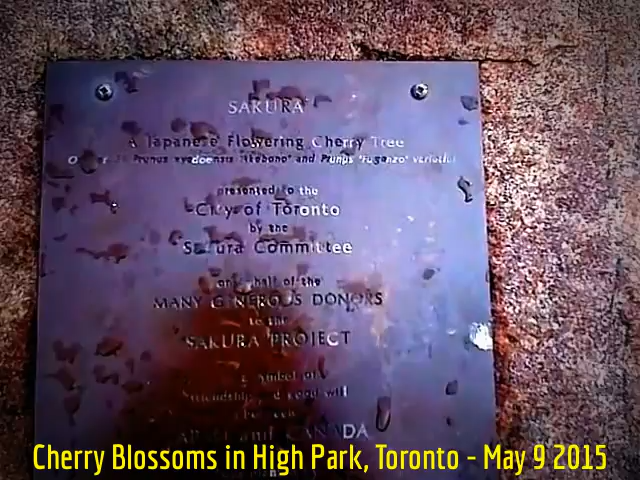 SAKURA
A Japanese Flowering Cherry Tree
Prunus yedoensis 'Akebono' and Prunus 'Fugenzo' varieties
presented to the
City of Toronto
by the
Sakura Committee
on behalf of the
MANY GENEROUS DONORS
to the
SAKURA PROJECT
a symbol of
friendship and good will
between
and CANADA
Cherry Blossoms in High Park, Toronto - May 9 2015